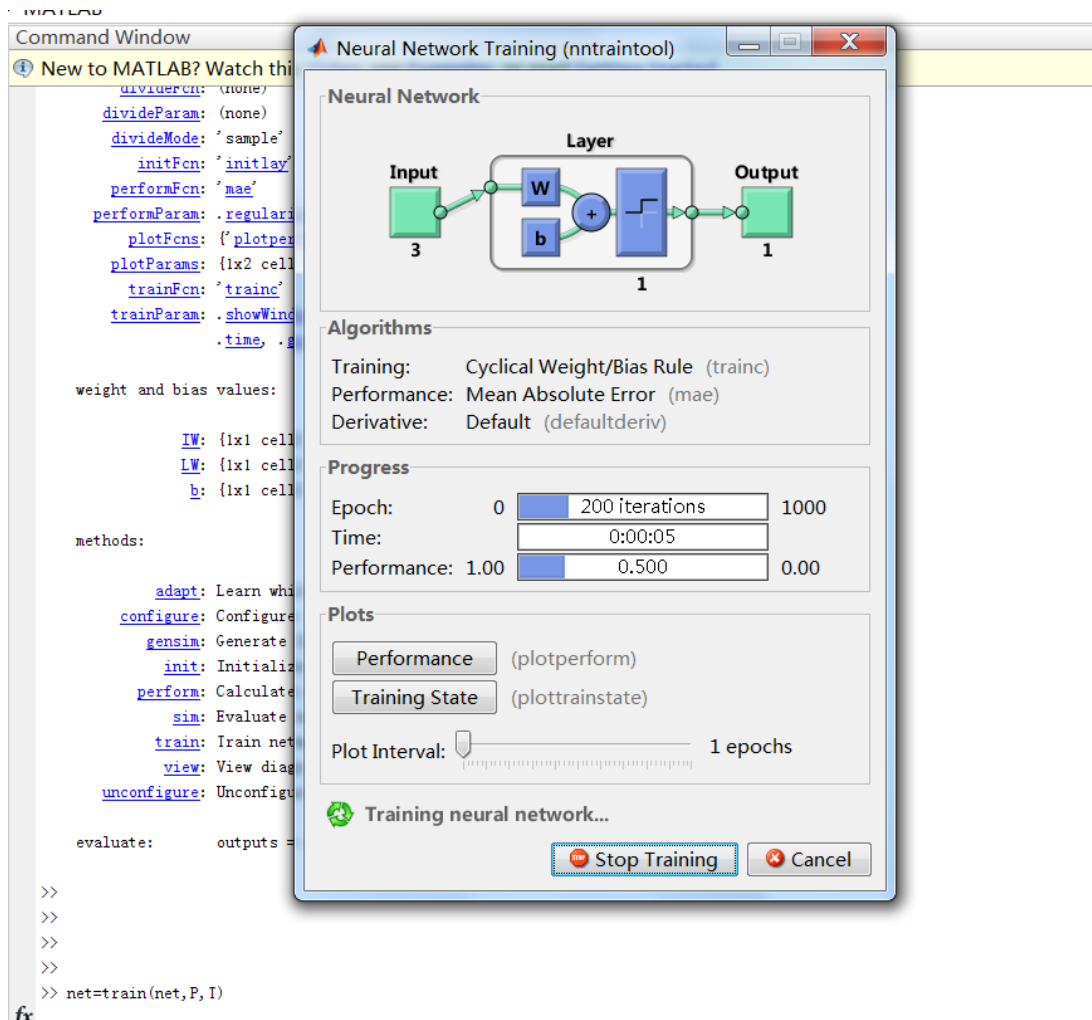 MATLAB
Command Window
New to MATLAB? Watch thi
divideFcn: (none)
divideParam: (none)
divideMode: 'sample'
initFcn: 'initlay'
performFcn: 'mae'
performParam: .regulari
plotFcns: {'plotper
plotParams: {1x2 cell
trainFcn: 'trainc'
trainParam: .showWind
.time, .g
weight and bias values:
IW: {1x1 cell
LW: {1x1 cell
b: {1x1 cell
methods:
adapt: Learn whi
configure: Configure
gensim: Generate
init: Initializ
perform: Calculate
sim: Evaluate
train: Train net
view: View diag
unconfigure: Unconfigu
evaluate: outputs =
>>
>>
>>
>>
>> net=train(net,P,T)
fx
Neural Network Training (nntraintool)
Neural Network
Layer
Input
Output
W
+
b
3
1
1
Algorithms
Training: Cyclical Weight/Bias Rule (trainc)
Performance: Mean Absolute Error (mae)
Derivative: Default (defaultderiv)
Progress
Epoch: 0 200 iterations 1000
Time: 0:00:05
Performance: 1.00 0.500 0.00
Plots
Performance (plotperform)
Training State (plottrainstate)
Plot Interval: 1 epochs
Training neural network...
Stop Training Cancel